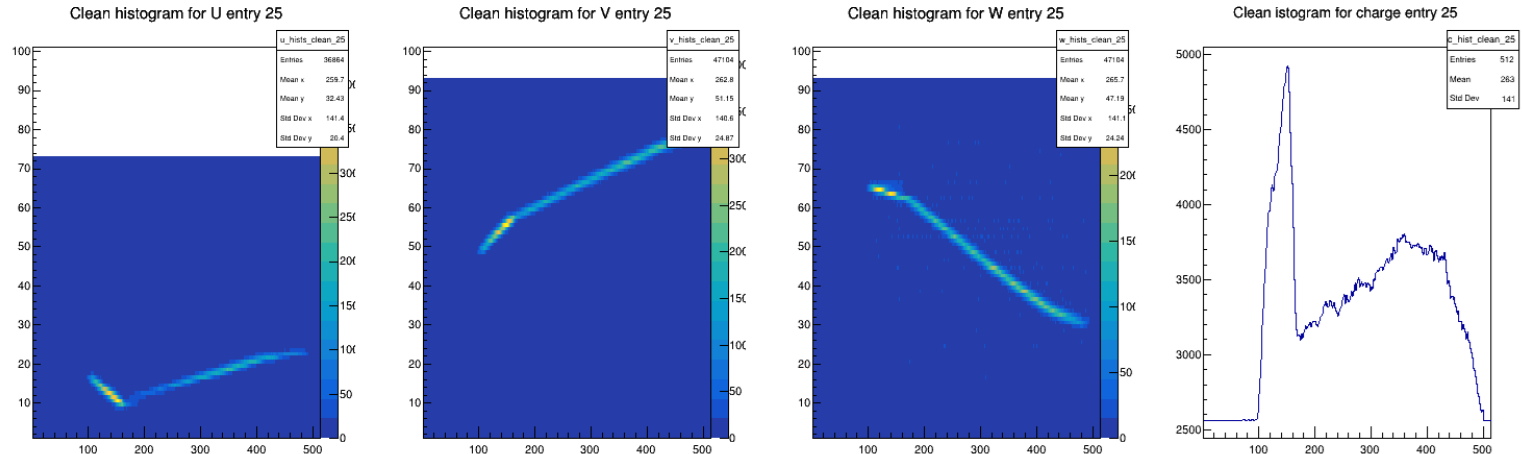 Clean histogram for U entry 25
u_hists_clean_25
Entries 36864
Mean x 259.7
Mean y 32.43
Std Dev x 141.4
Std Dev y 20.4
100
90
80
70
60
50
40
30
20
10
100 200 300 400 500
300
250
200
150
100
50
0
Clean histogram for V entry 25
v_hists_clean_25
Entries 47104
Mean x 262.8
Mean y 51.15
Std Dev x 140.6
Std Dev y 24.87
100
90
80
70
60
50
40
30
20
10
100 200 300 400 500
300
250
200
150
100
50
0
Clean histogram for W entry 25
w_hists_clean_25
Entries 47104
Mean x 265.7
Mean y 47.19
Std Dev x 141.1
Std Dev y 24.24
100
90
80
70
60
50
40
30
20
10
100 200 300 400 500
200
150
100
50
0
Clean istogram for charge entry 25
c_hist_clean_25
Entries 512
Mean 263
Std Dev 141
5000
4500
4000
3500
3000
2500
100 200 300 400 500